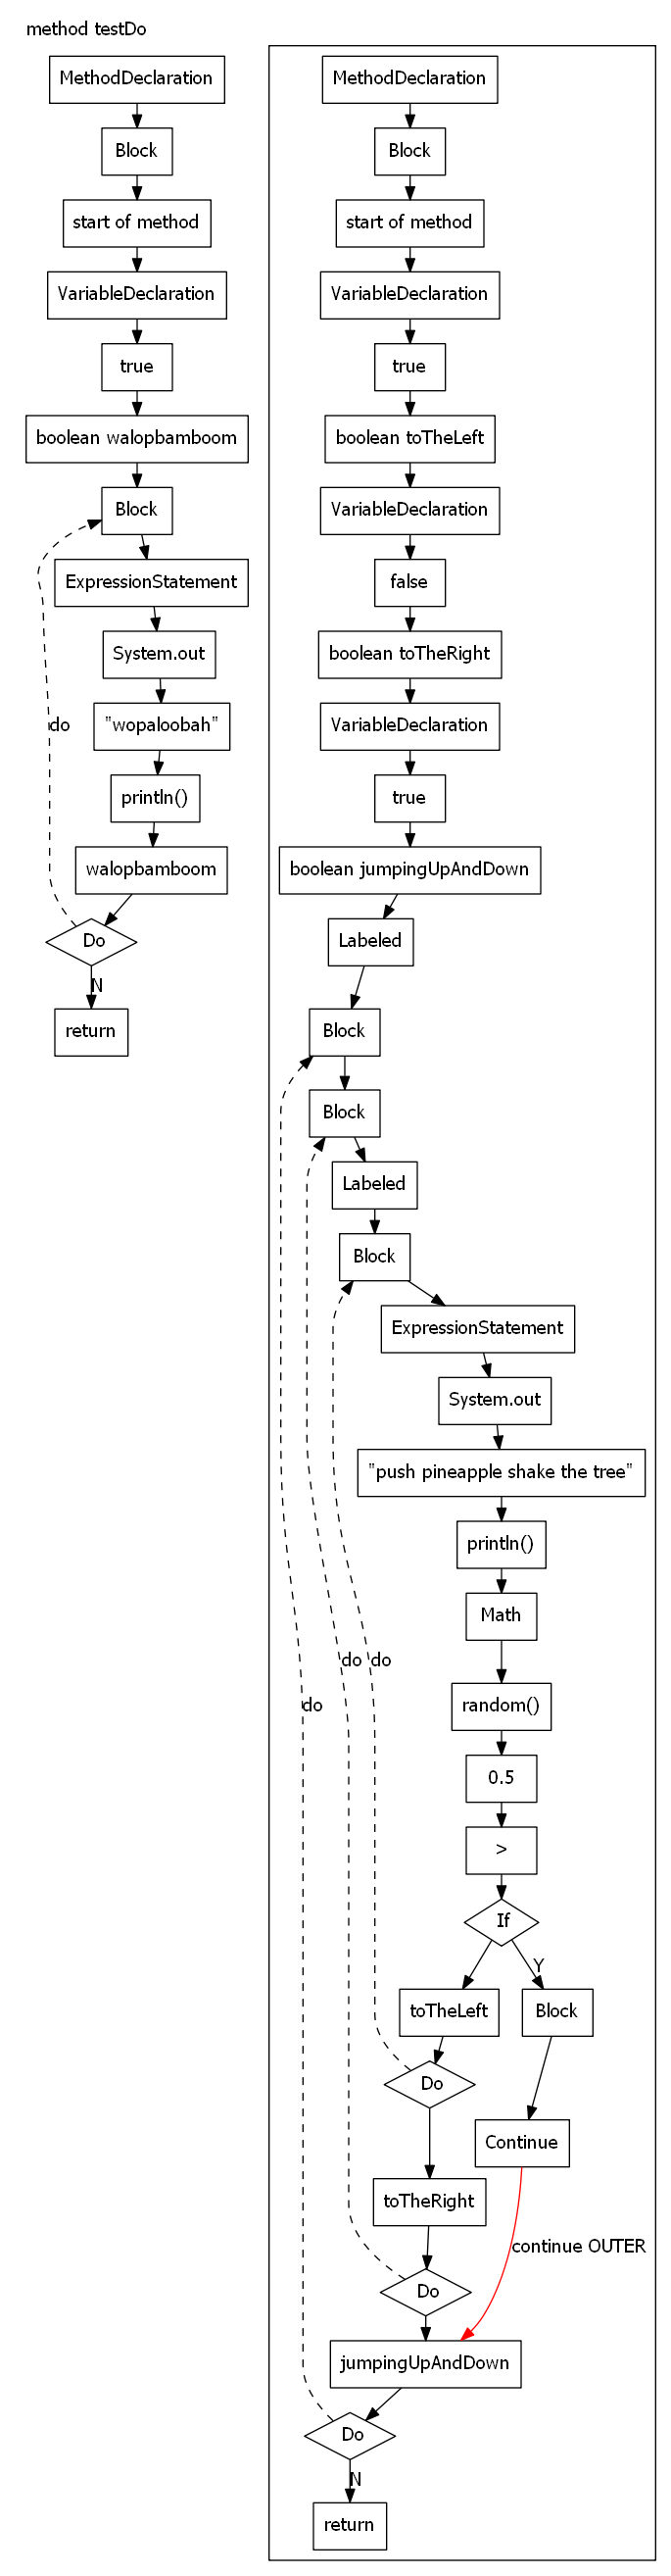 method testDo
MethodDeclaration
Block
start of method
VariableDeclaration
true
boolean walopbamboom
Block
ExpressionStatement
System.out
"wopaloobah"
do
println()
walopbamboom
Do
N
return
MethodDeclaration
Block
start of method
VariableDeclaration
true
boolean toTheLeft
VariableDeclaration
false
boolean toTheRight
VariableDeclaration
true
boolean jumpingUpAndDown
Labeled
Block
Block
Labeled
Block
ExpressionStatement
System.out
"push pineapple shake the tree"
println()
Math
do
do
do
random()
0.5
>
If
Y
toTheLeft
Block
Do
Continue
toTheRight
continue OUTER
Do
jumpingUpAndDown
Do
N
return